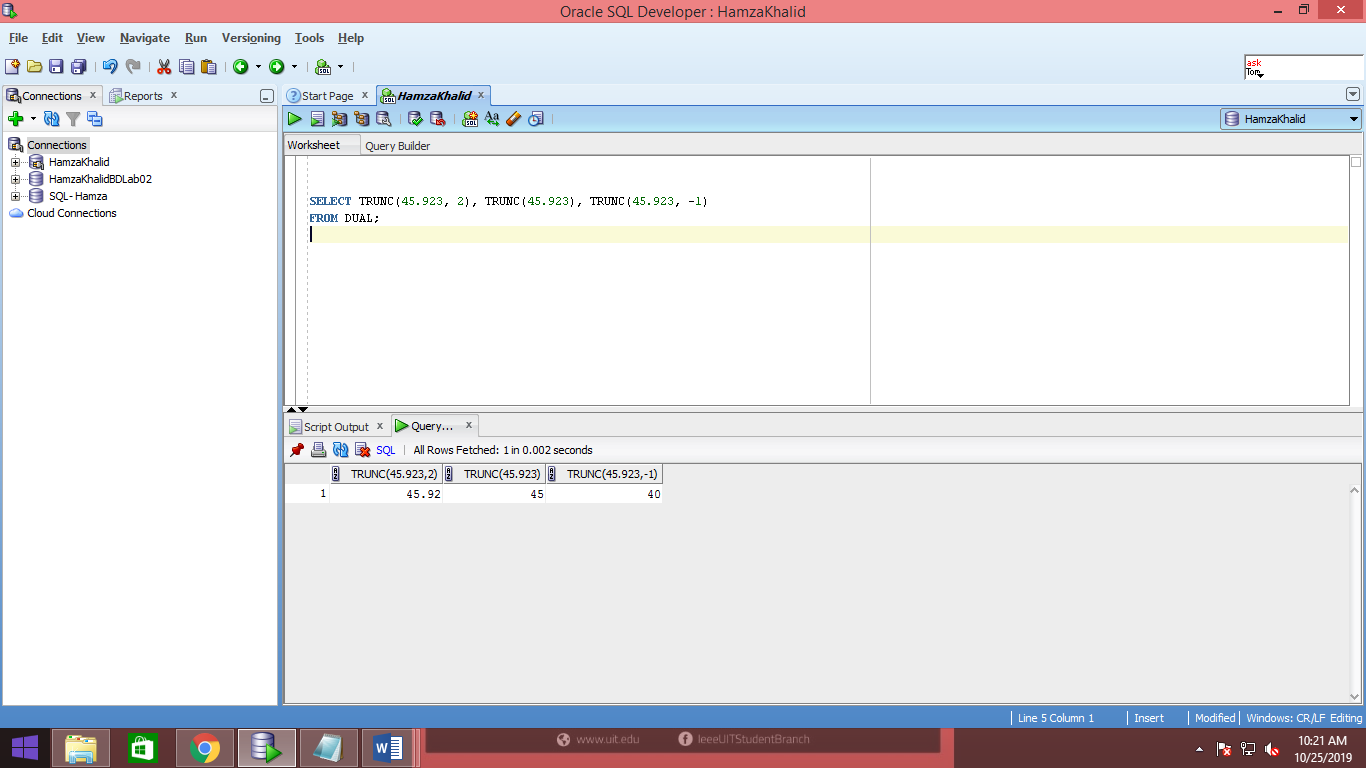 Oracle SQL Developer : HamzaKhalid
File Edit View Navigate Run Versioning Tools Help
ask
Tom
Connections x Reports x
Start Page x HamzaKhalid x
HamzaKhalid
Connections
HamzaKhalid
HamzaKhalidBDLab02
SQL- Hamza
Cloud Connections
Worksheet Query Builder
SELECT TRUNC(45.923, 2), TRUNC(45.923), TRUNC(45.923, -1)
FROM DUAL;
Script Output x Query... x
SQL | All Rows Fetched: 1 in 0.002 seconds
TRUNC(45.923,2) TRUNC(45.923) TRUNC(45.923,-1)
1 45.92 45 40
Line 5 Column 1 | Insert | Modified | Windows: CR/LF Editing
www.uit.edu IeeeUITStudentBranch
10:21 AM
10/25/2019